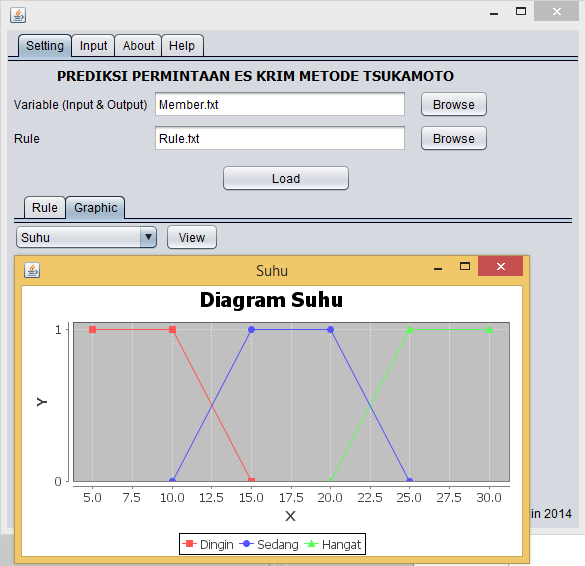 Setting Input About Help
PREDIKSI PERMINTAAN ES KRIM METODE TSUKAMOTO
Variable (Input & Output) Member.txt Browse
Rule Rule.txt Browse
Load
Rule Graphic
Suhu View
Suhu
Diagram Suhu
1
Y
0
5.0 7.5 10.0 12.5 15.0 17.5 20.0 22.5 25.0 27.5 30.0
X
in 2014
Dingin Sedang Hangat